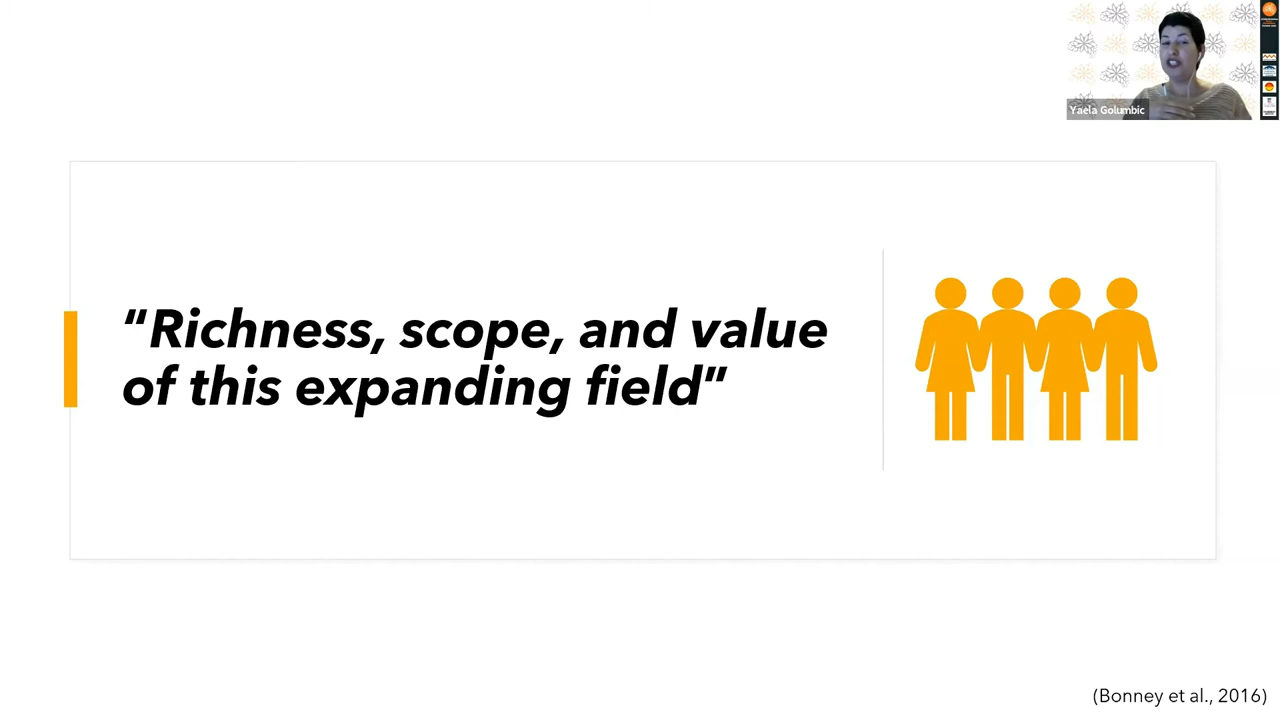 Yaela Golumbic
“Richness, scope, and value
of this expanding field”
(Bonney et al., 2016)